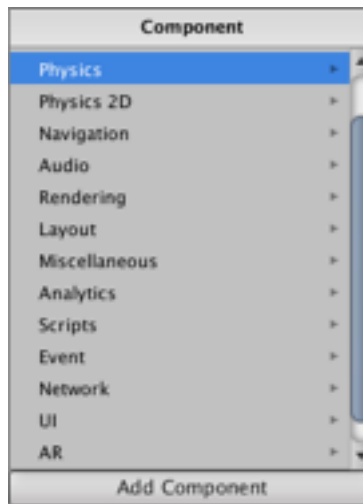 Component
Physics
Physics 2D
Navigation
Audio
Rendering
Layout
Miscellaneous
Analytics
Scripts
Event
Network
UI
AR
Add Component